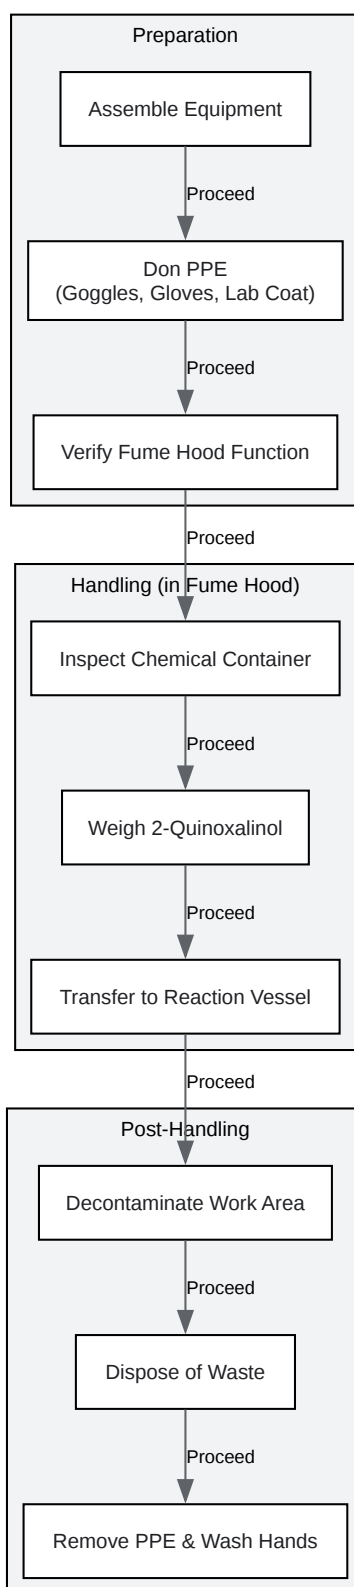 Preparation
Assemble Equipment
Proceed
Don PPE
(Goggles, Gloves, Lab Coat)
Proceed
Verify Fume Hood Function
Proceed
Handling (in Fume Hood)
Inspect Chemical Container
Proceed
Weigh 2-Quinoxalinol
Proceed
Transfer to Reaction Vessel
Proceed
Post-Handling
Decontaminate Work Area
Proceed
Dispose of Waste
Proceed
Remove PPE & Wash Hands